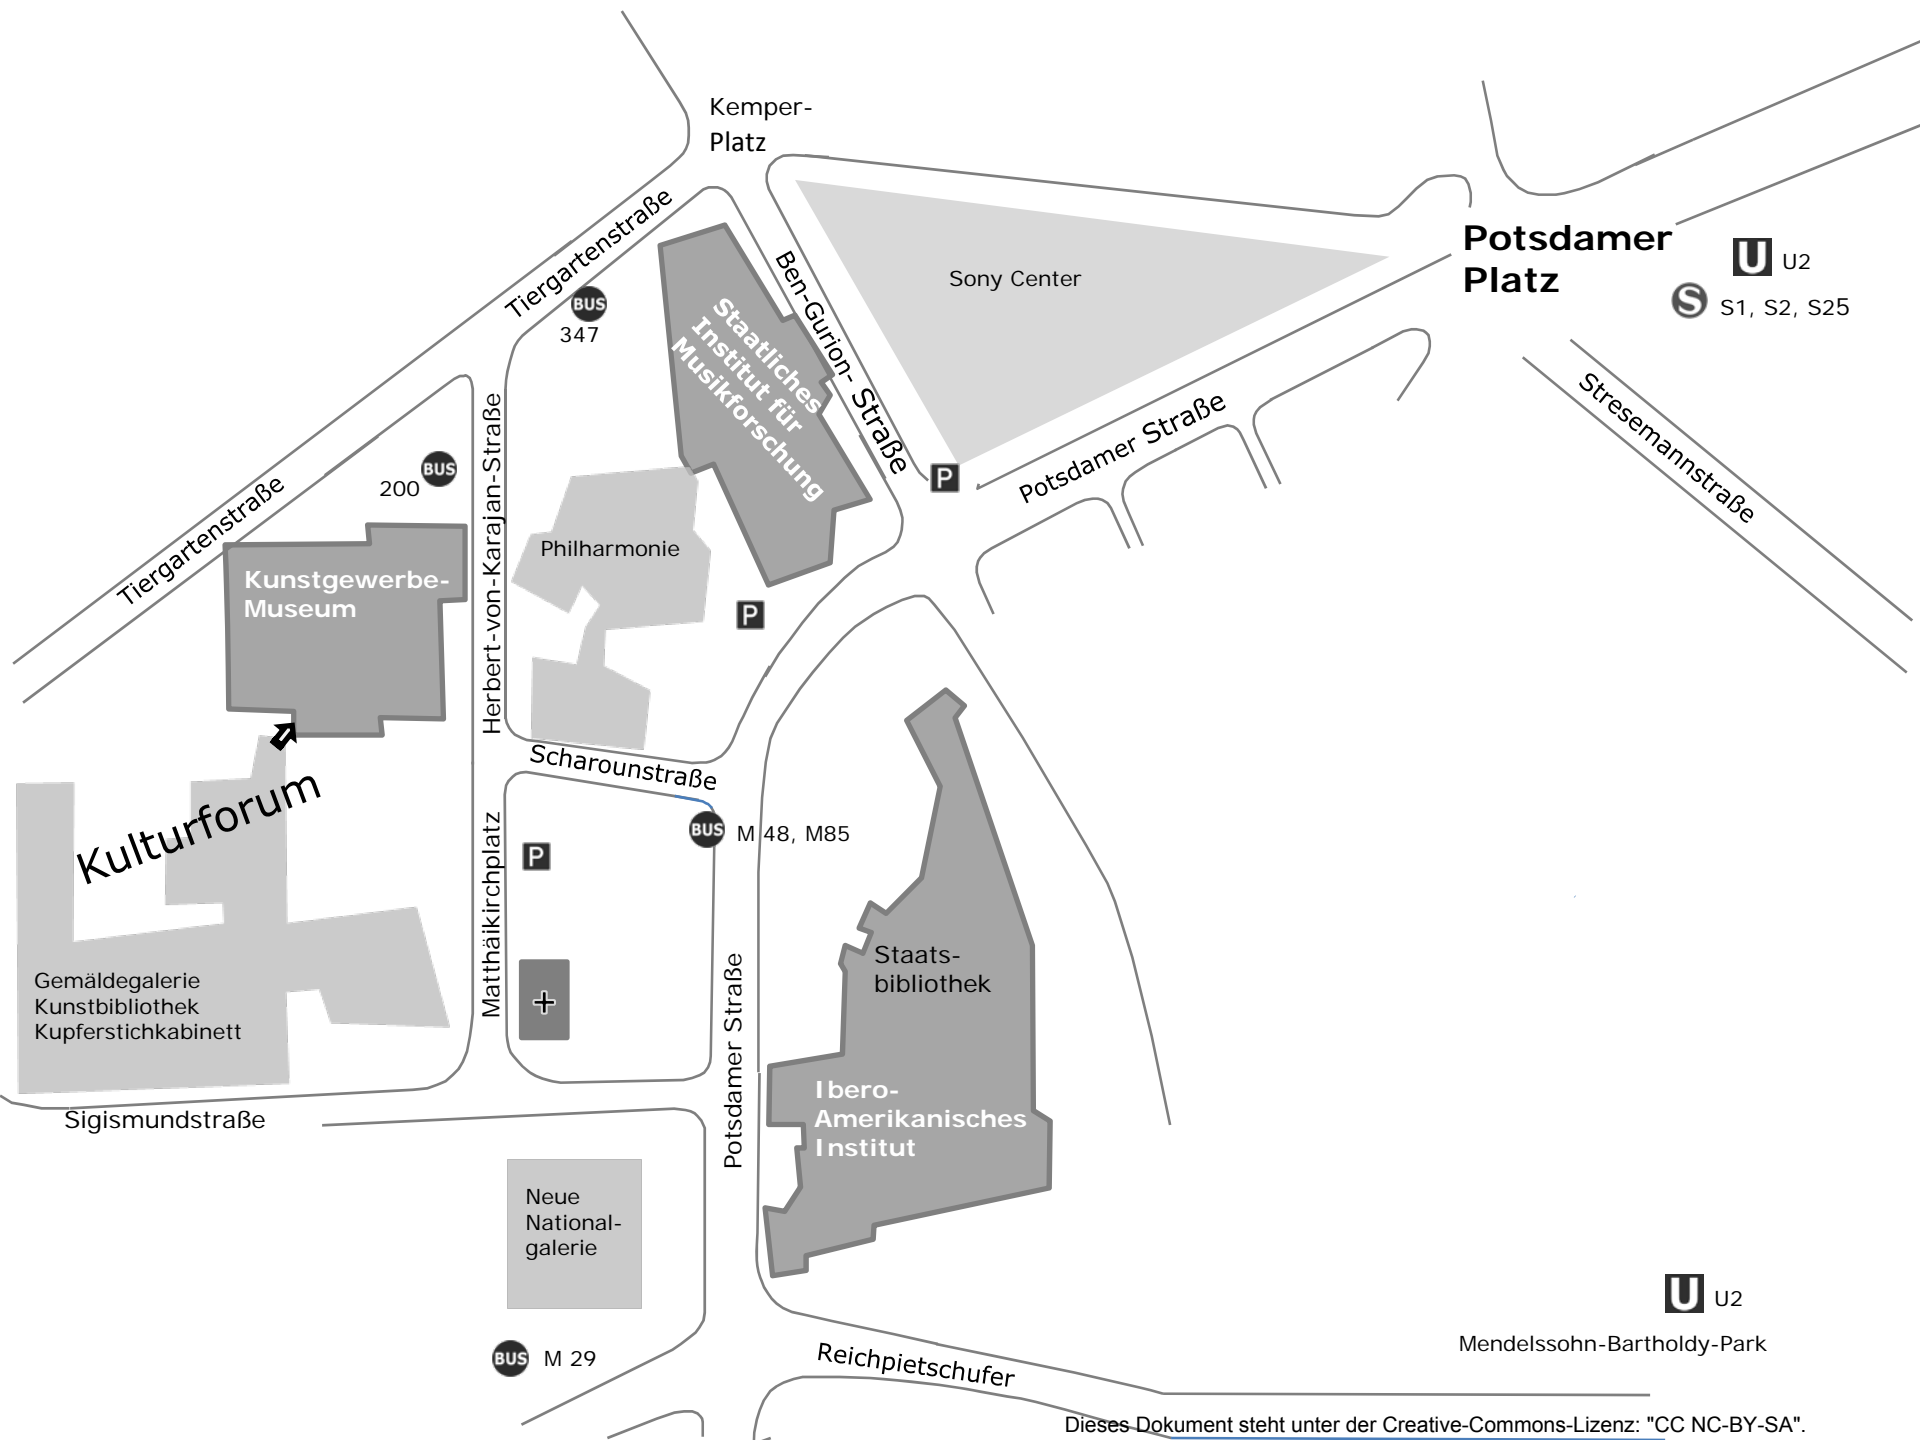 Kemper-
Platz
Tiergartenstraße
BUS
347
Staatliches
Institut für
Musikforschung
Ben-Gurion- Straße
Sony Center
Potsdamer
Platz
U U2
S S1, S2, S25
P
Potsdamer Straße
Stresemannstraße
BUS
200
Tiergartenstraße
Herbert-von-Karajan-Straße
Kunstgewerbe-
Museum
Philharmonie
P
Scharounstraße
Kulturforum
BUS M 48, M85
P
Matthäikirchplatz
Gemäldegalerie
Kunstbibliothek
Kupferstichkabinett
Staats-
bibliothek
Potsdamer Straße
Ibero-
Amerikanisches
Institut
Sigismundstraße
Neue
National-
galerie
BUS M 29
Reichpietschufer
U U2
Mendelssohn-Bartholdy-Park
Dieses Dokument steht unter der Creative-Commons-Lizenz: "CC NC-BY-SA".